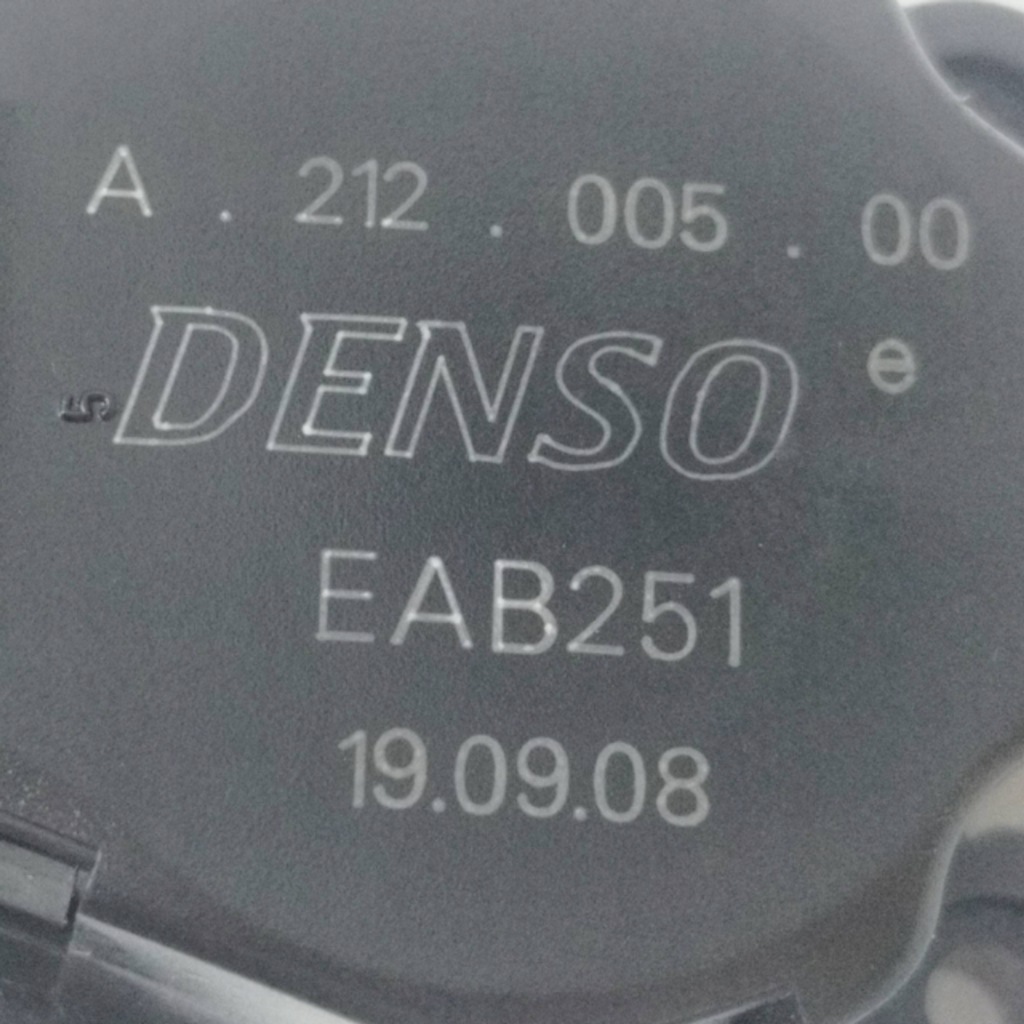 A . 212 . 005 . 00
DENSO e
EAB251
19.09.08